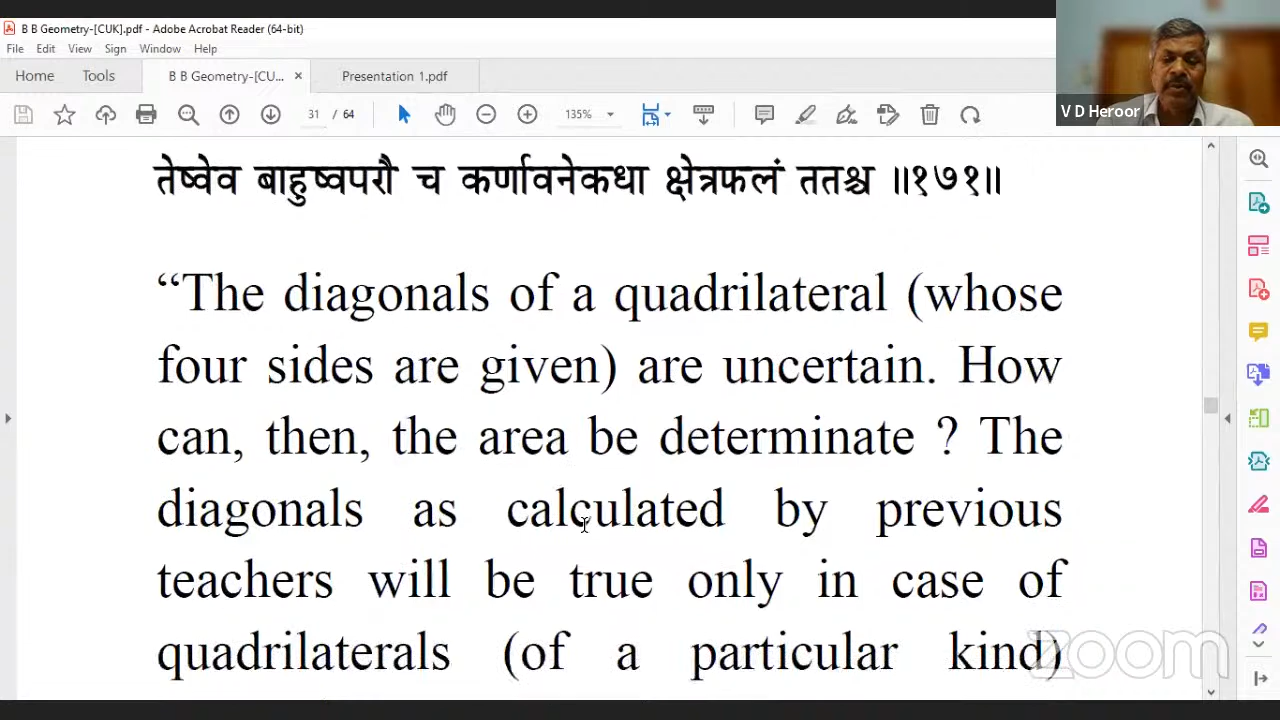 B B Geometry-[CUK].pdf - Adobe Acrobat Reader (64-bit)
File Edit View Sign Window Help
Home Tools B B Geometry-[CU... × Presentation 1.pdf
31 / 64 135%
V D Heroor
तेष्वेव बाहुष्वपरौ च कर्णावनेकधा क्षेत्रफलं ततश्च ॥१७१॥
“The diagonals of a quadrilateral (whose
four sides are given) are uncertain. How
can, then, the area be determinate ? The
diagonals as calculated by previous
teachers will be true only in case of
quadrilaterals (of a particular kind)
zoom